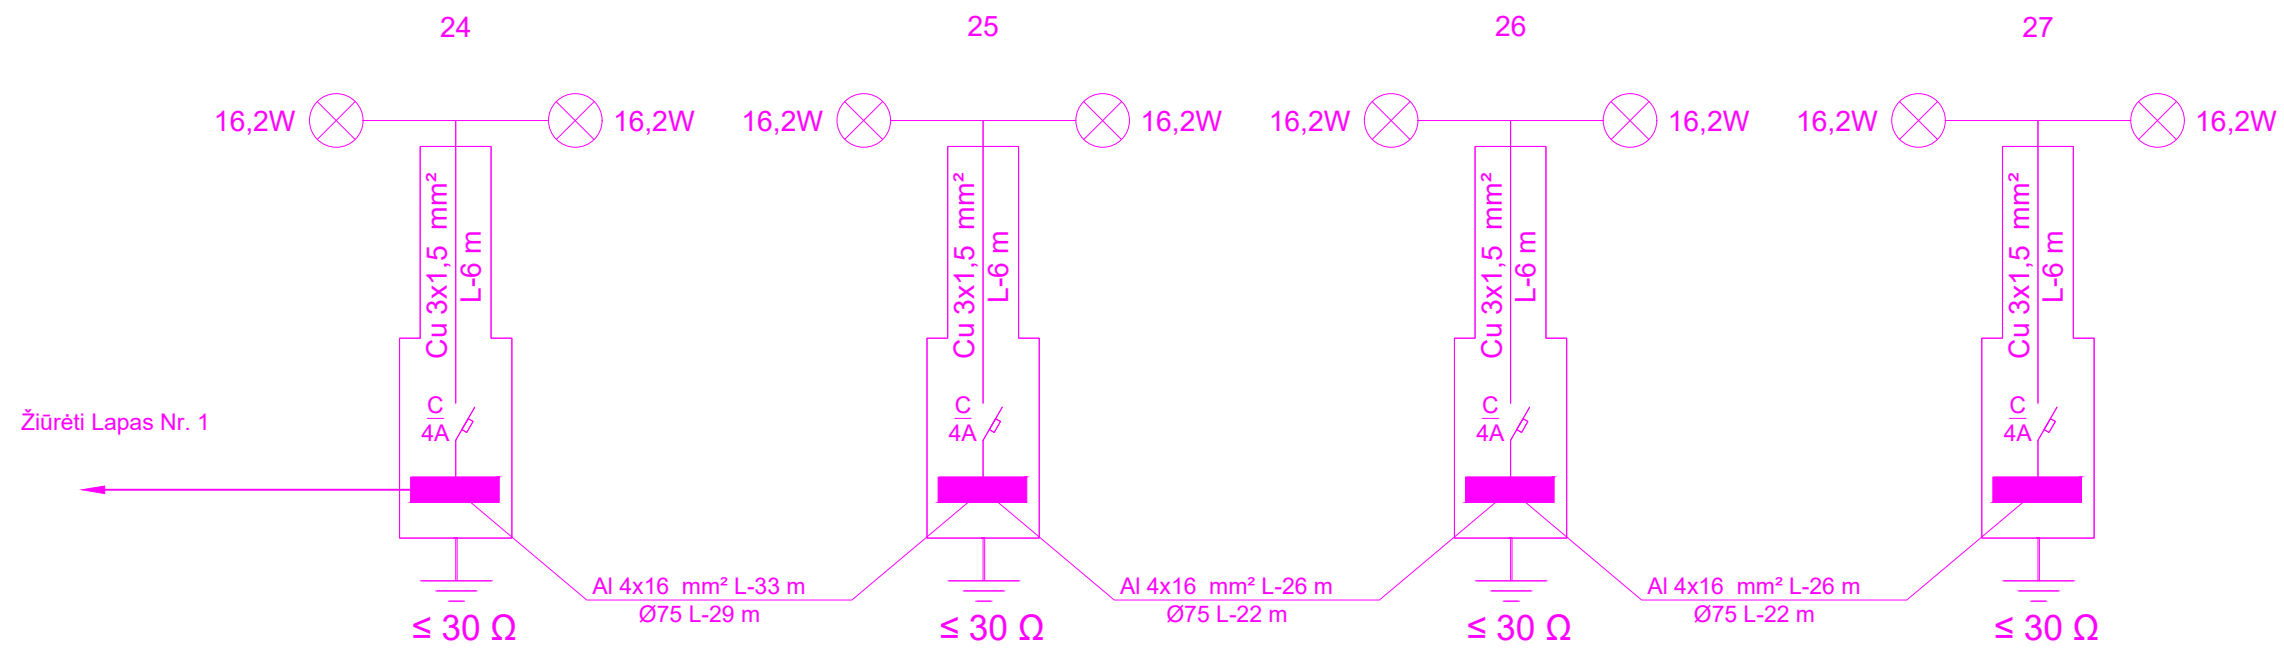 24 25 26 27
16,2W 16,2W 16,2W 16,2W 16,2W 16,2W 16,2W 16,2W
Cu 3x1,5 mm²
L-6 m
Cu 3x1,5 mm²
L-6 m
Cu 3x1,5 mm²
L-6 m
Cu 3x1,5 mm²
L-6 m
C C C C
4A 4A 4A 4A
Žiūrėti Lapas Nr. 1
Al 4x16 mm² L-33 m
Ø75 L-29 m
Al 4x16 mm² L-26 m
Ø75 L-22 m
Al 4x16 mm² L-26 m
Ø75 L-22 m
≤ 30 Ω ≤ 30 Ω ≤ 30 Ω ≤ 30 Ω